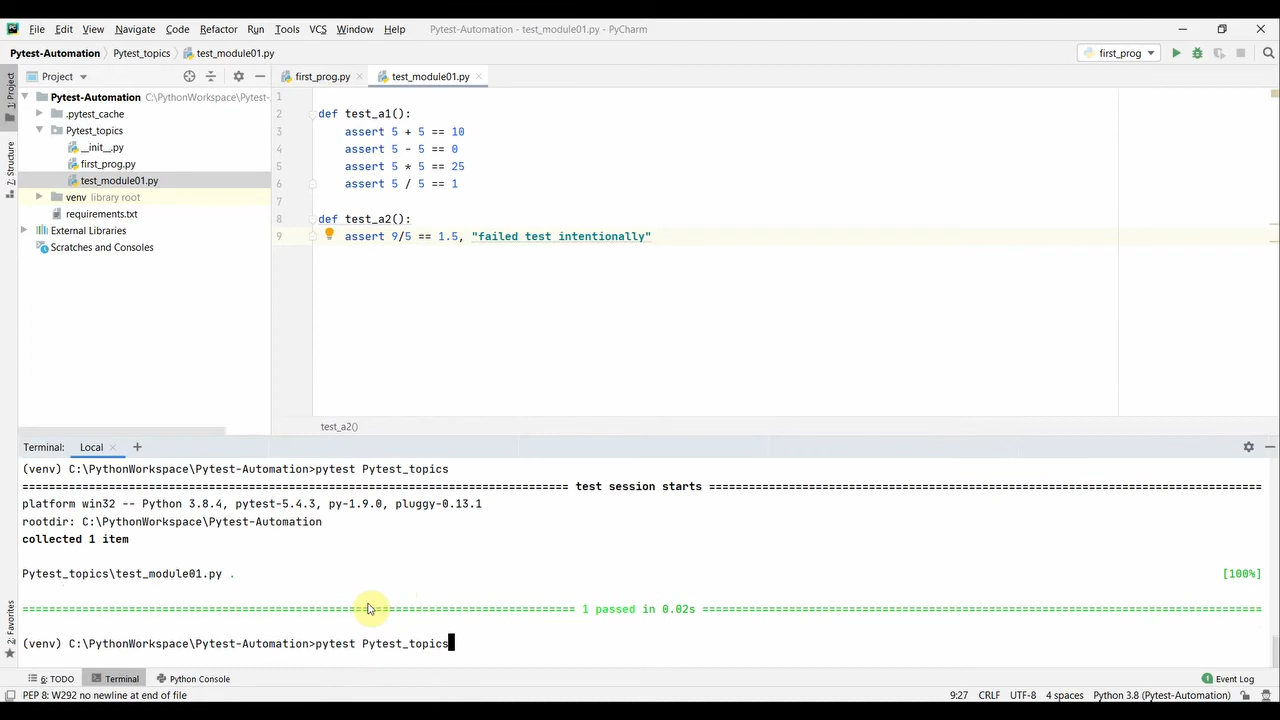 File Edit View Navigate Code Refactor Run Tools VCS Window Help Pytest-Automation - test_module01.py - PyCharm
Pytest-Automation Pytest_topics test_module01.py first_prog
1: Project
Project
first_prog.py test_module01.py
Pytest-Automation C:\PythonWorkspace\Pytest-
.pytest_cache
Pytest_topics
__init__.py
first_prog.py
test_module01.py
venv library root
requirements.txt
External Libraries
Scratches and Consoles
7: Structure
2: Favorites
1
2 def test_a1():
3 assert 5 + 5 == 10
4 assert 5 - 5 == 0
5 assert 5 * 5 == 25
6 assert 5 / 5 == 1
7
8 def test_a2():
9 assert 9/5 == 1.5, "failed test intentionally"
test_a2()
Terminal: Local +
(venv) C:\PythonWorkspace\Pytest-Automation>pytest Pytest_topics
test session starts
platform win32 -- Python 3.8.4, pytest-5.4.3, py-1.9.0, pluggy-0.13.1
rootdir: C:\PythonWorkspace\Pytest-Automation
collected 1 item
Pytest_topics\test_module01.py . [100%]
1 passed in 0.02s
(venv) C:\PythonWorkspace\Pytest-Automation>pytest Pytest_topics
6: TODO Terminal Python Console 1 Event Log
PEP 8: W292 no newline at end of file 9:27 CRLF UTF-8 4 spaces Python 3.8 (Pytest-Automation)